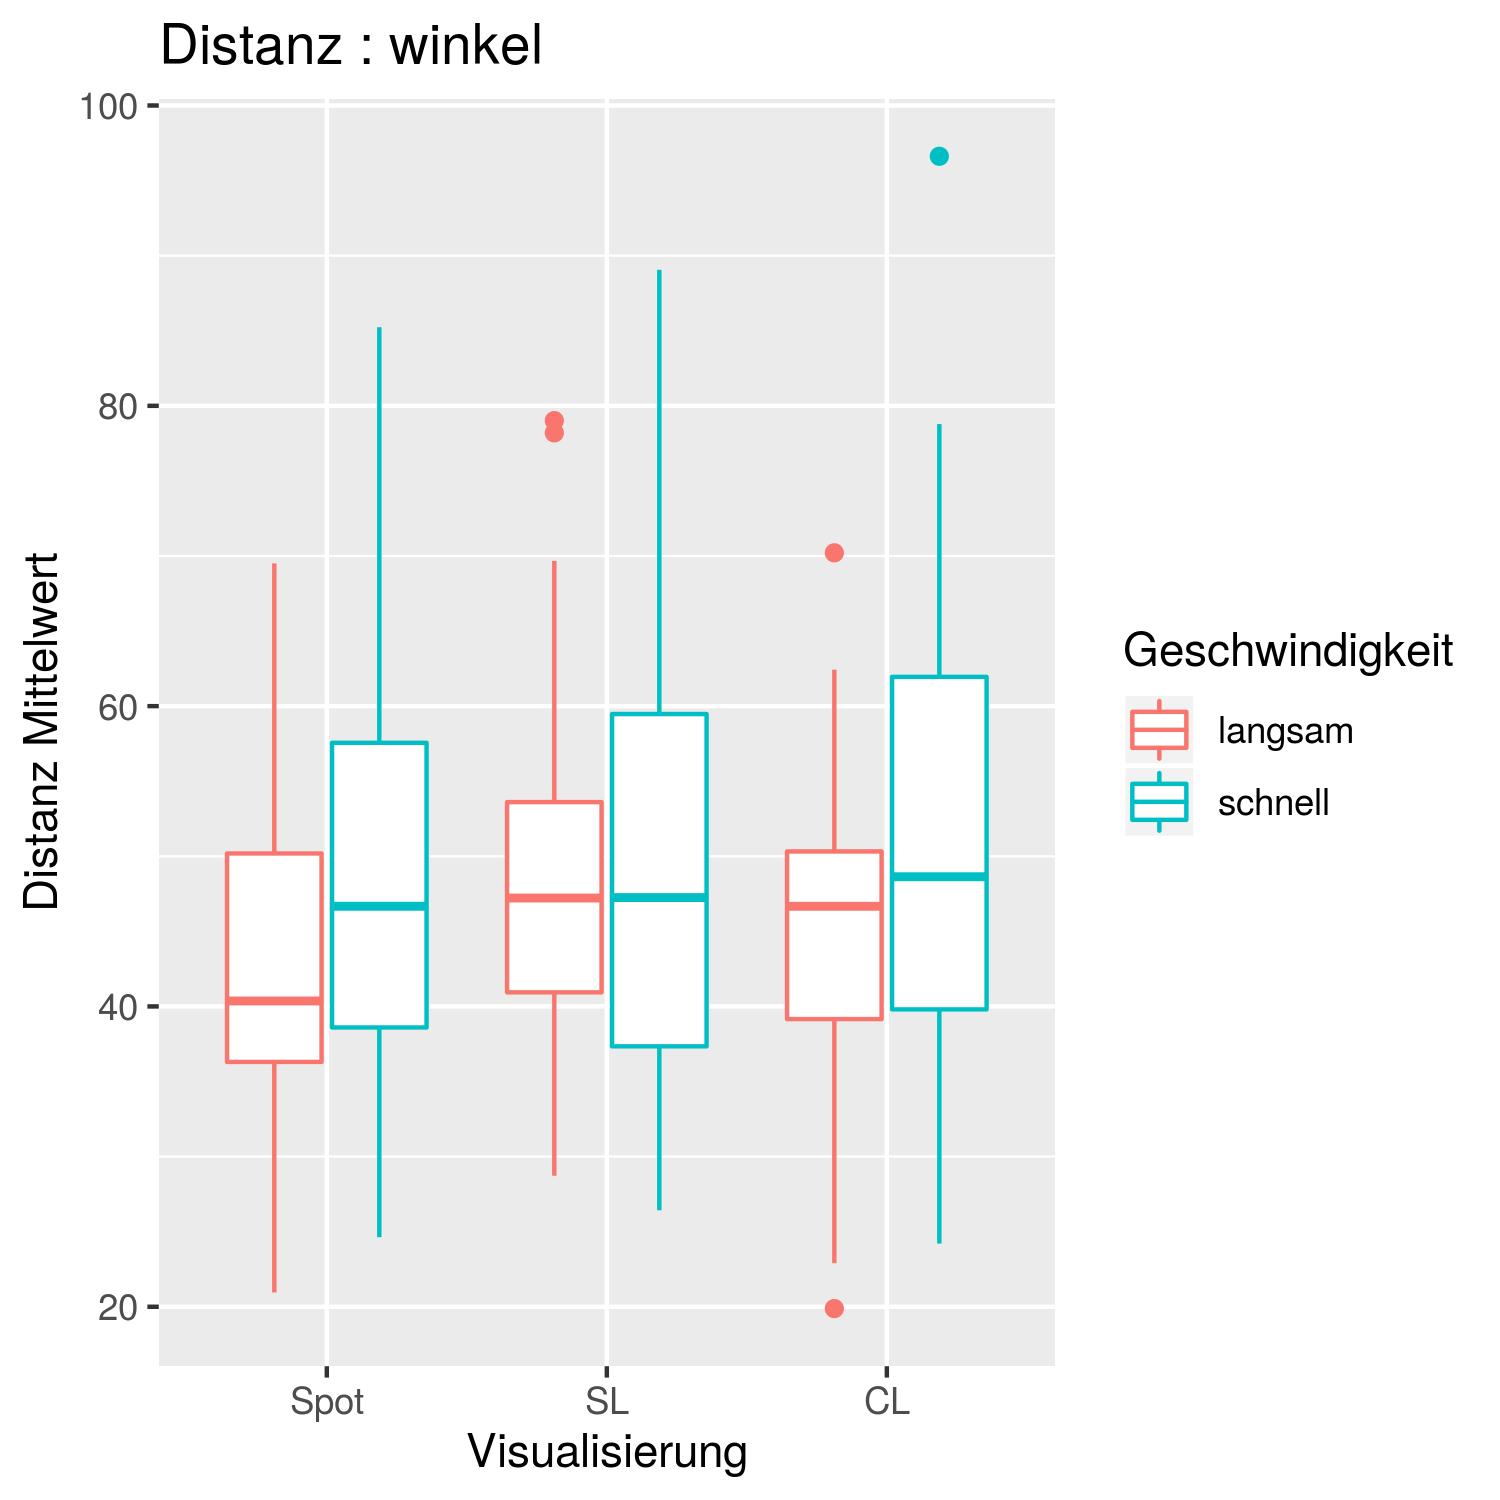 Distanz : winkel
100
80
60
40
20
Distanz Mittelwert
Spot
SL
CL
Visualisierung
Geschwindigkeit
langsam
schnell